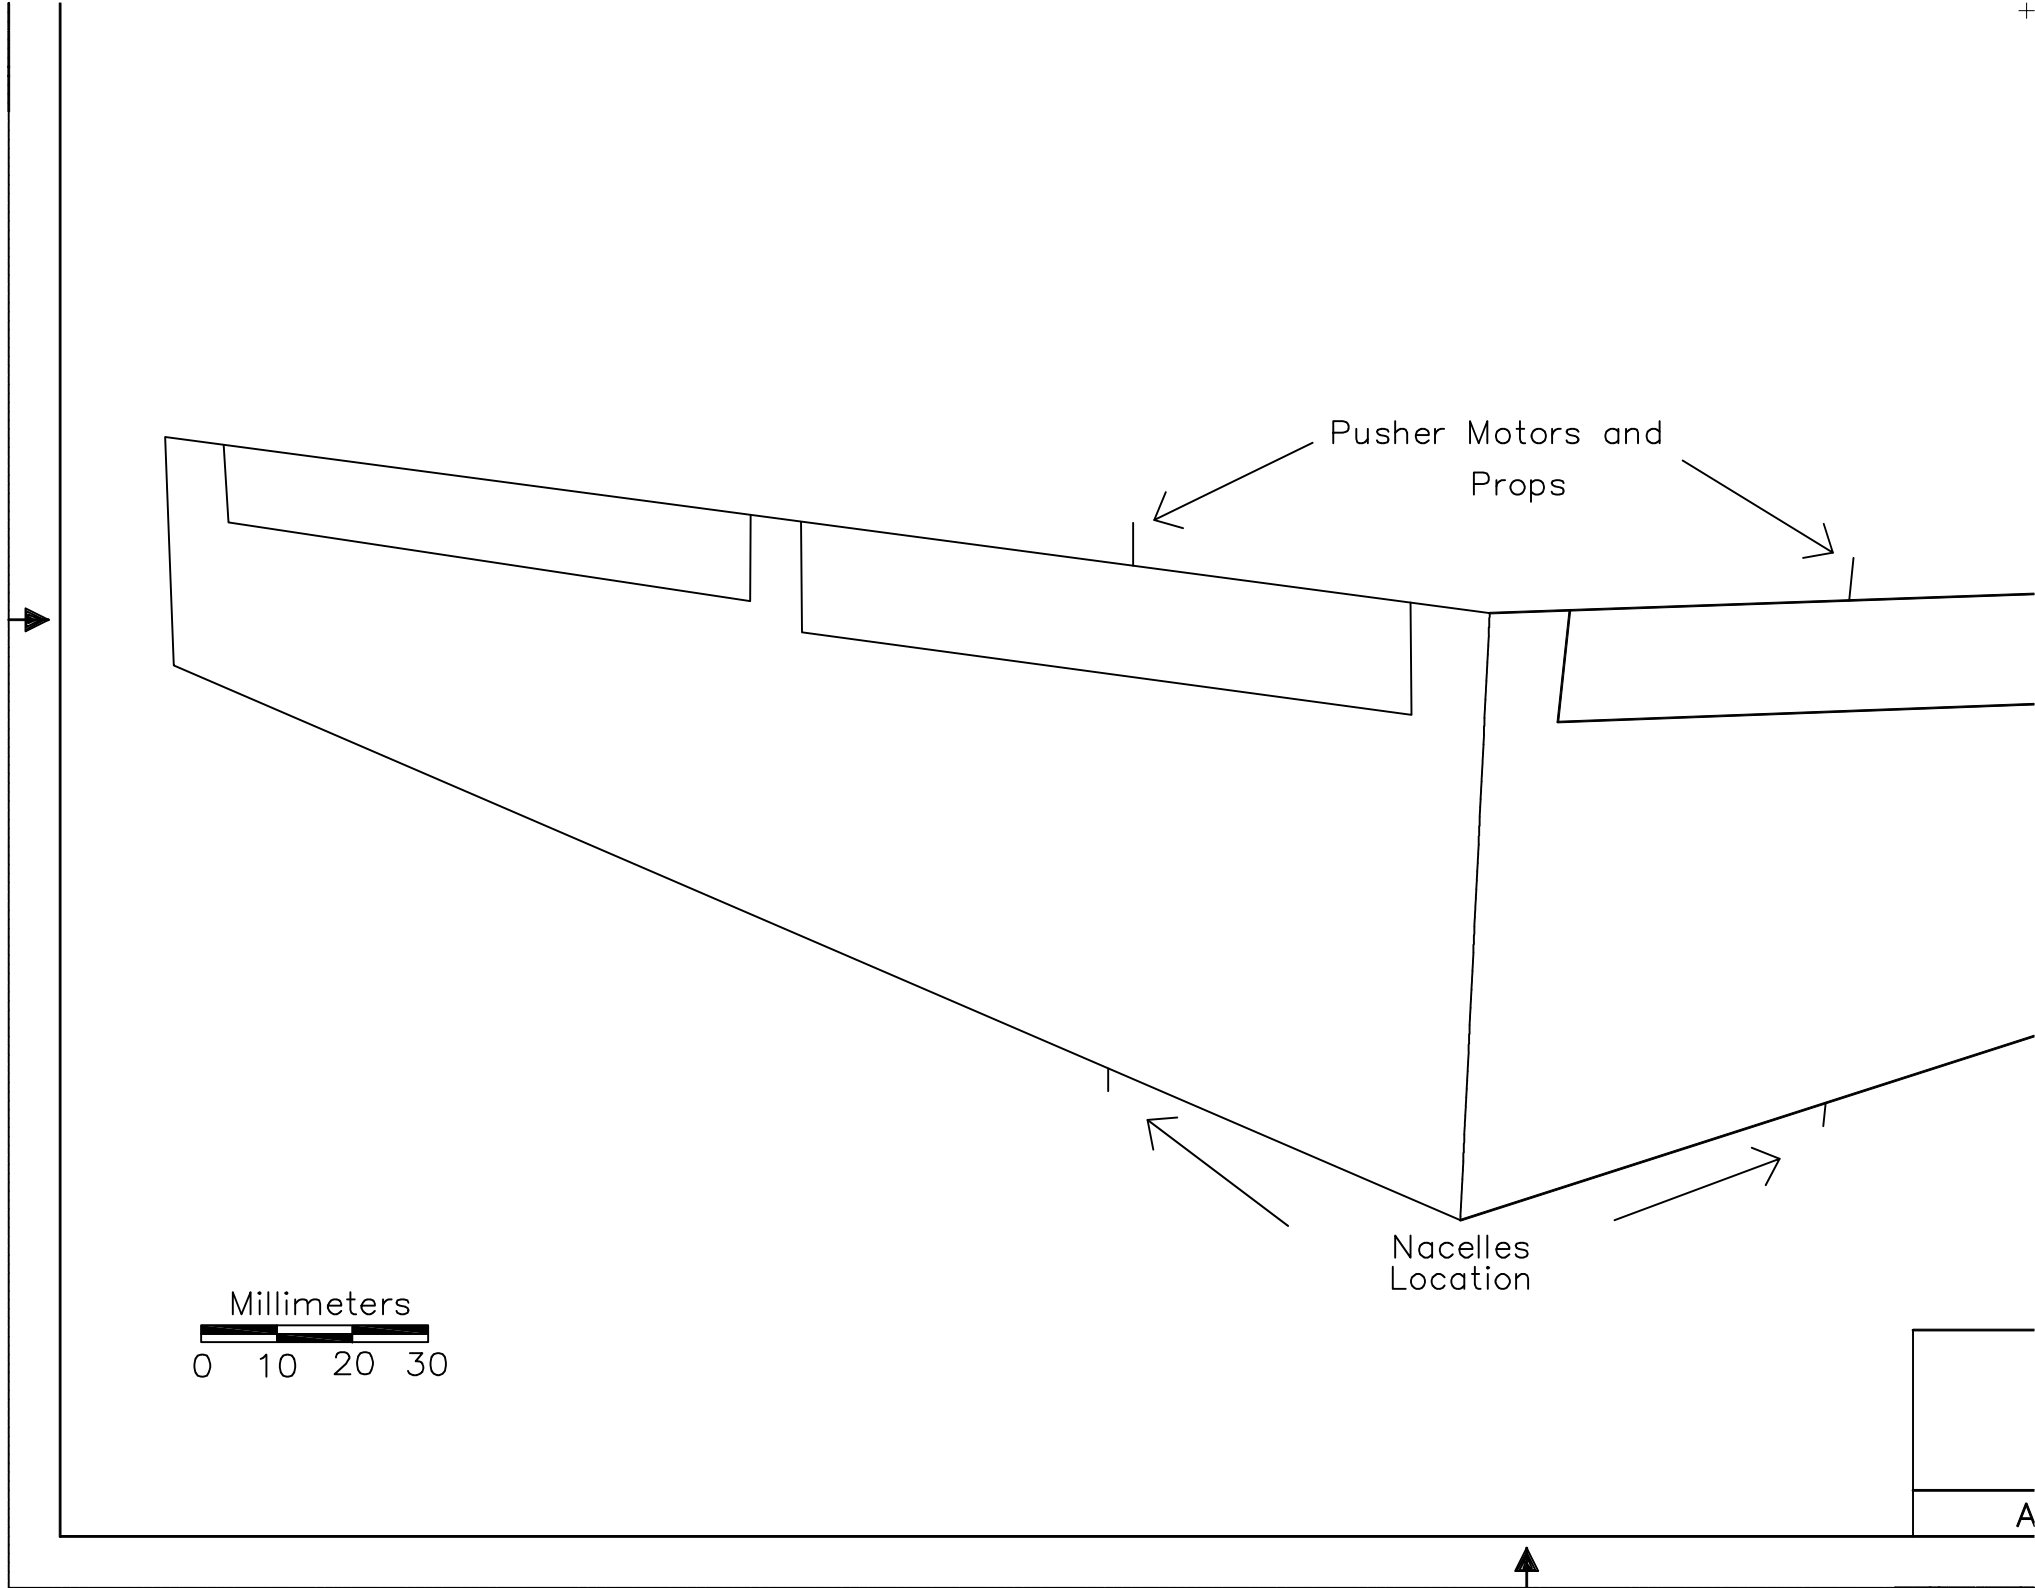 Pusher Motors and
Props
Nacelles
Location
Millimeters
0 10 20 30
A